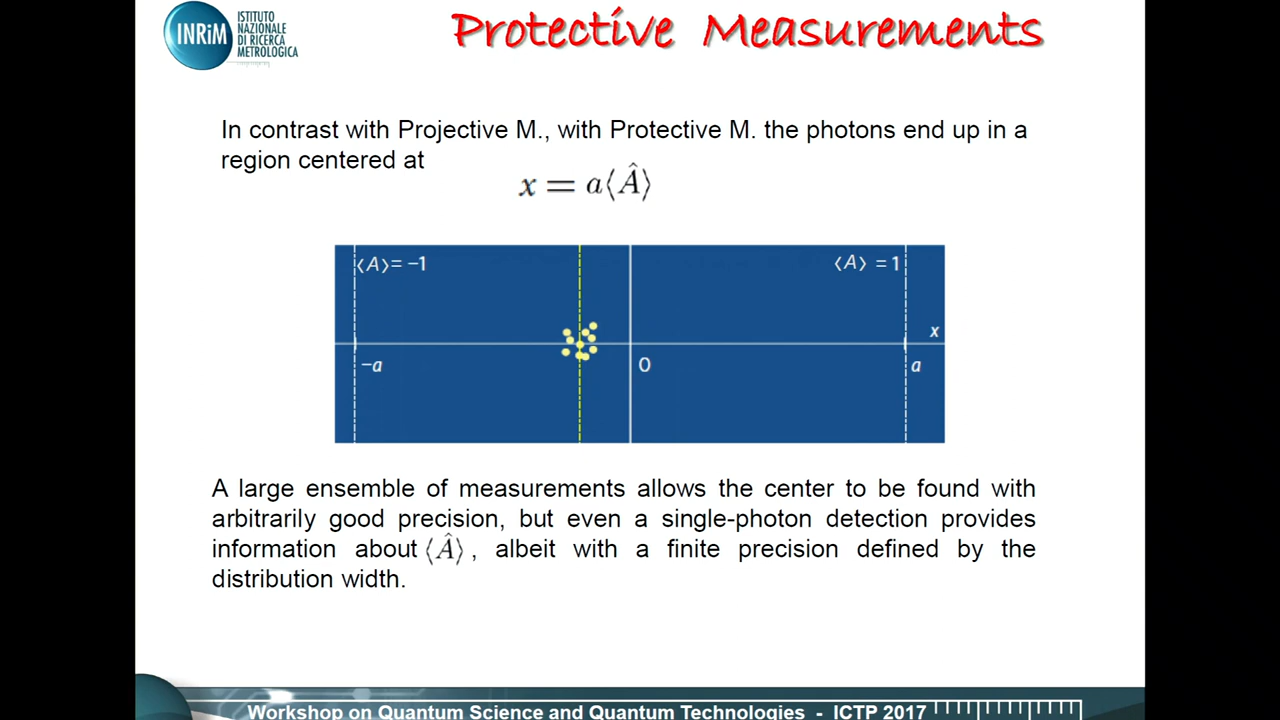 INRiM
ISTITUTO
NAZIONALE
DI RICERCA
METROLOGICA
Protective Measurements
In contrast with Projective M., with Protective M. the photons end up in a
region centered at
x = a⟨Â⟩
⟨A⟩= −1
⟨A⟩ = 1
x
−a
0
a
A large ensemble of measurements allows the center to be found with
arbitrarily good precision, but even a single-photon detection provides
information about ⟨Â⟩ , albeit with a finite precision defined by the
distribution width.
Workshop on Quantum Science and Quantum Technologies - ICTP 2017